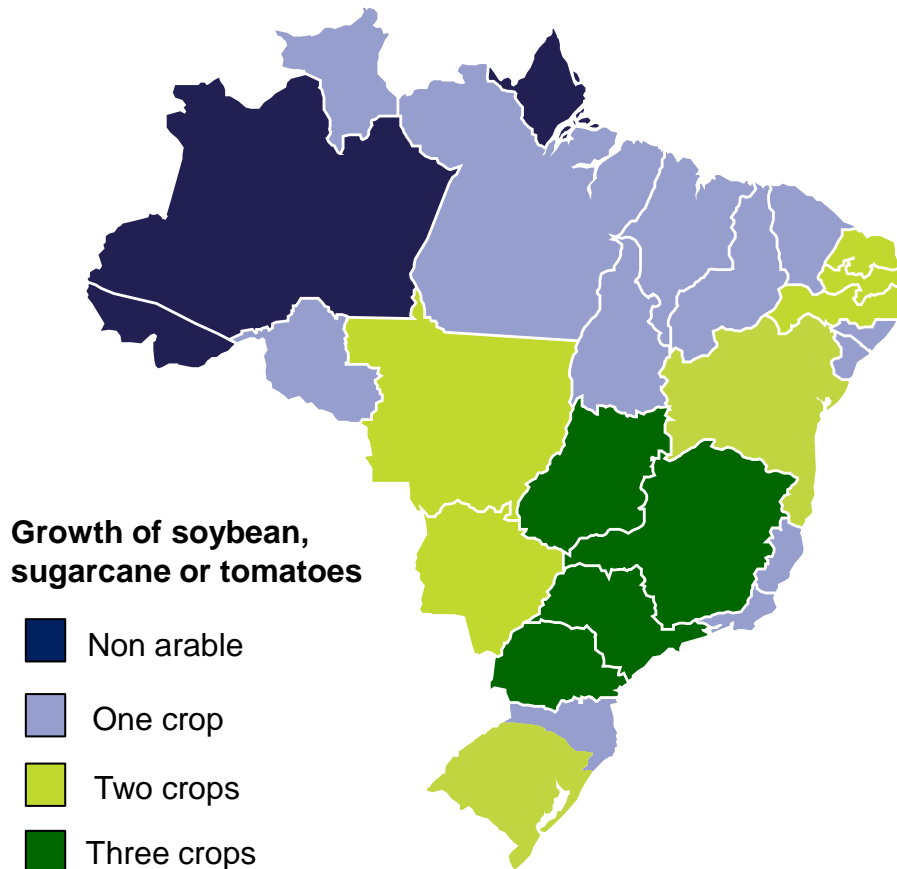 Growth of soybean,
sugarcane or tomatoes
Non arable
One crop
Two crops
Three crops